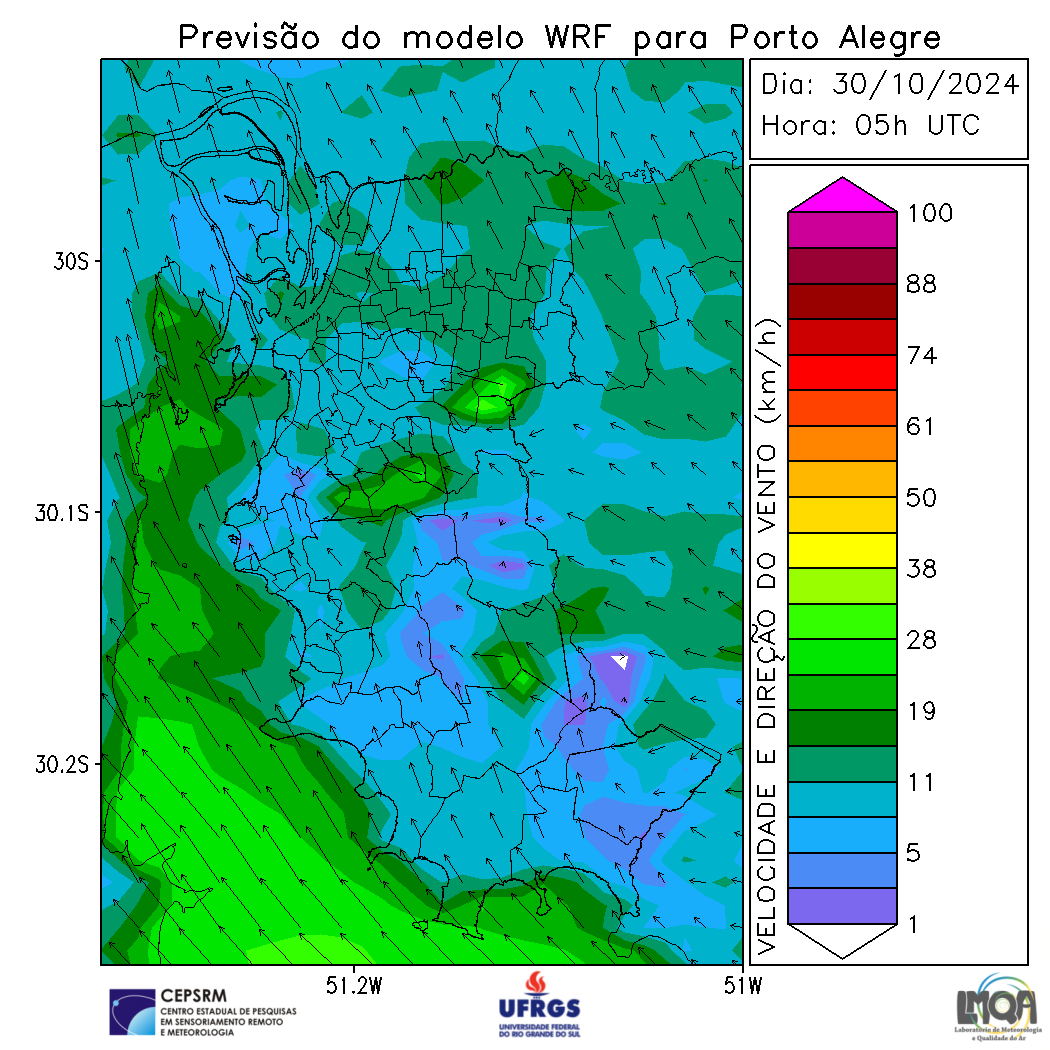 Previsão do modelo WRF para Porto Alegre
Dia: 30/10/2024
Hora: 05h UTC
30S
30.1S
30.2S
51.2W
51W
VELOCIDADE E DIREÇÃO DO VENTO (km/h)
100
88
74
61
50
38
28
19
11
5
1
CEPSRM
CENTRO ESTADUAL DE PESQUISAS
EM SENSORIAMENTO REMOTO
E METEOROLOGIA
UFRGS
UNIVERSIDADE FEDERAL
DO RIO GRANDE DO SUL
LMQA
Laboratório de Meteorologia
e Qualidade do Ar